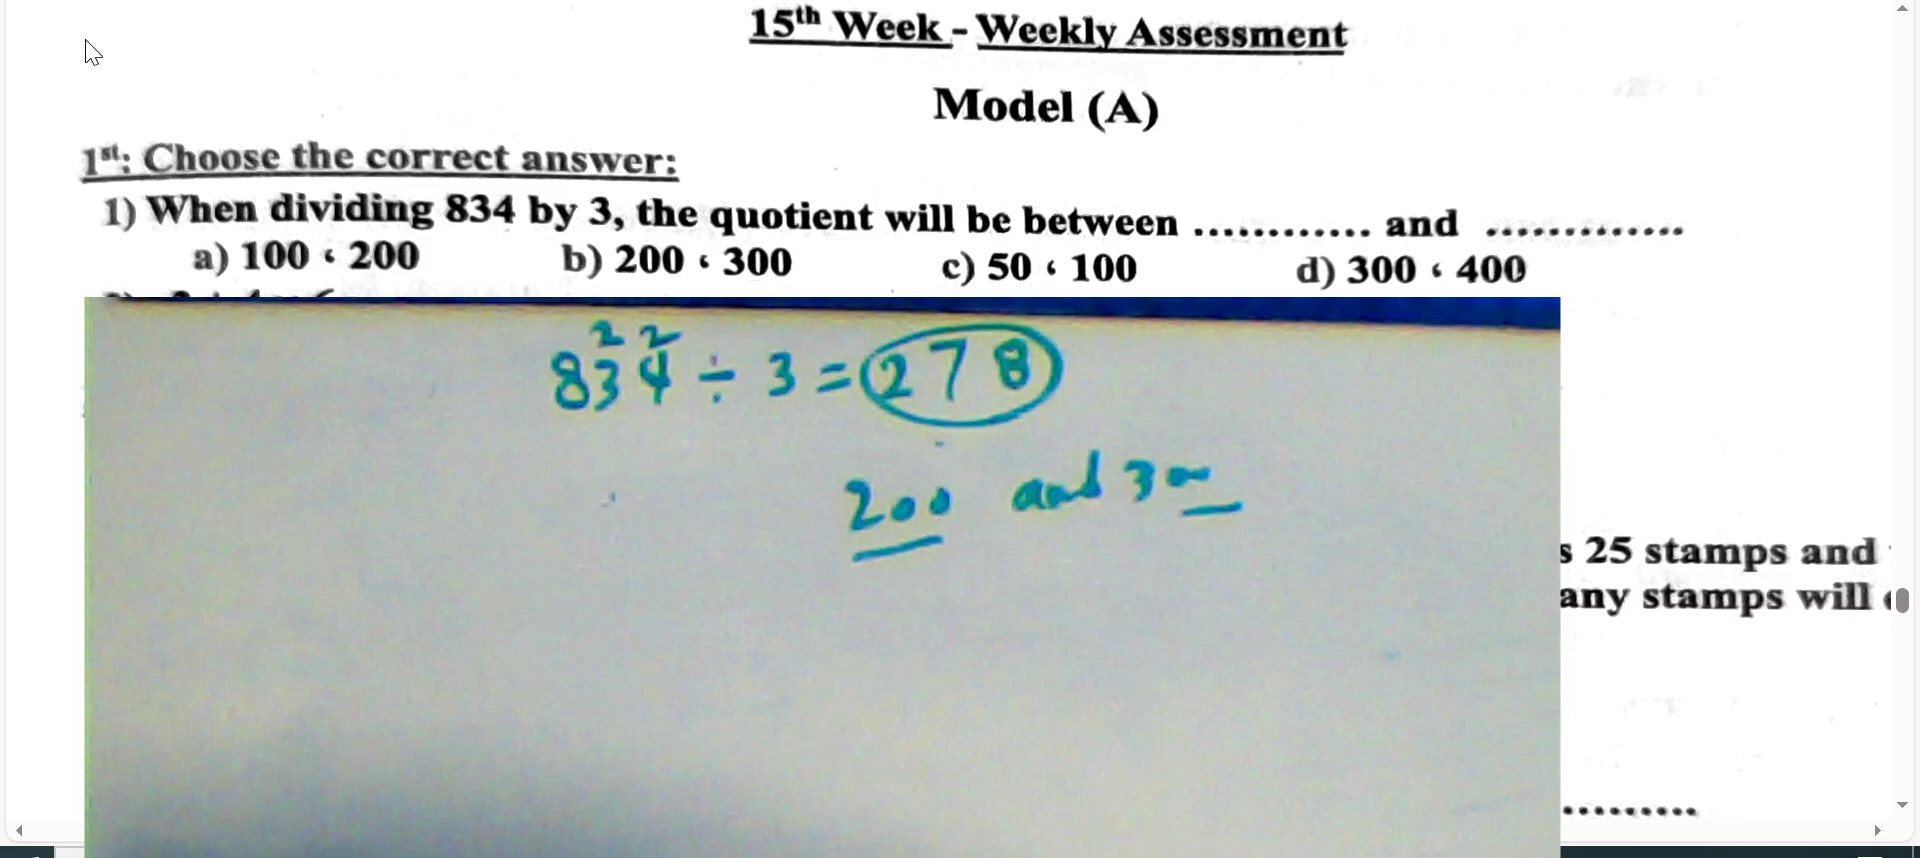 15th Week - Weekly Assessment
Model (A)
1st: Choose the correct answer:
1) When dividing 834 by 3, the quotient will be between ............ and .............
a) 100 ، 200 b) 200 ، 300 c) 50 ، 100 d) 300 ، 400
2 2
834 ÷ 3 = 278
200 and 300
s 25 stamps and
any stamps will
.........